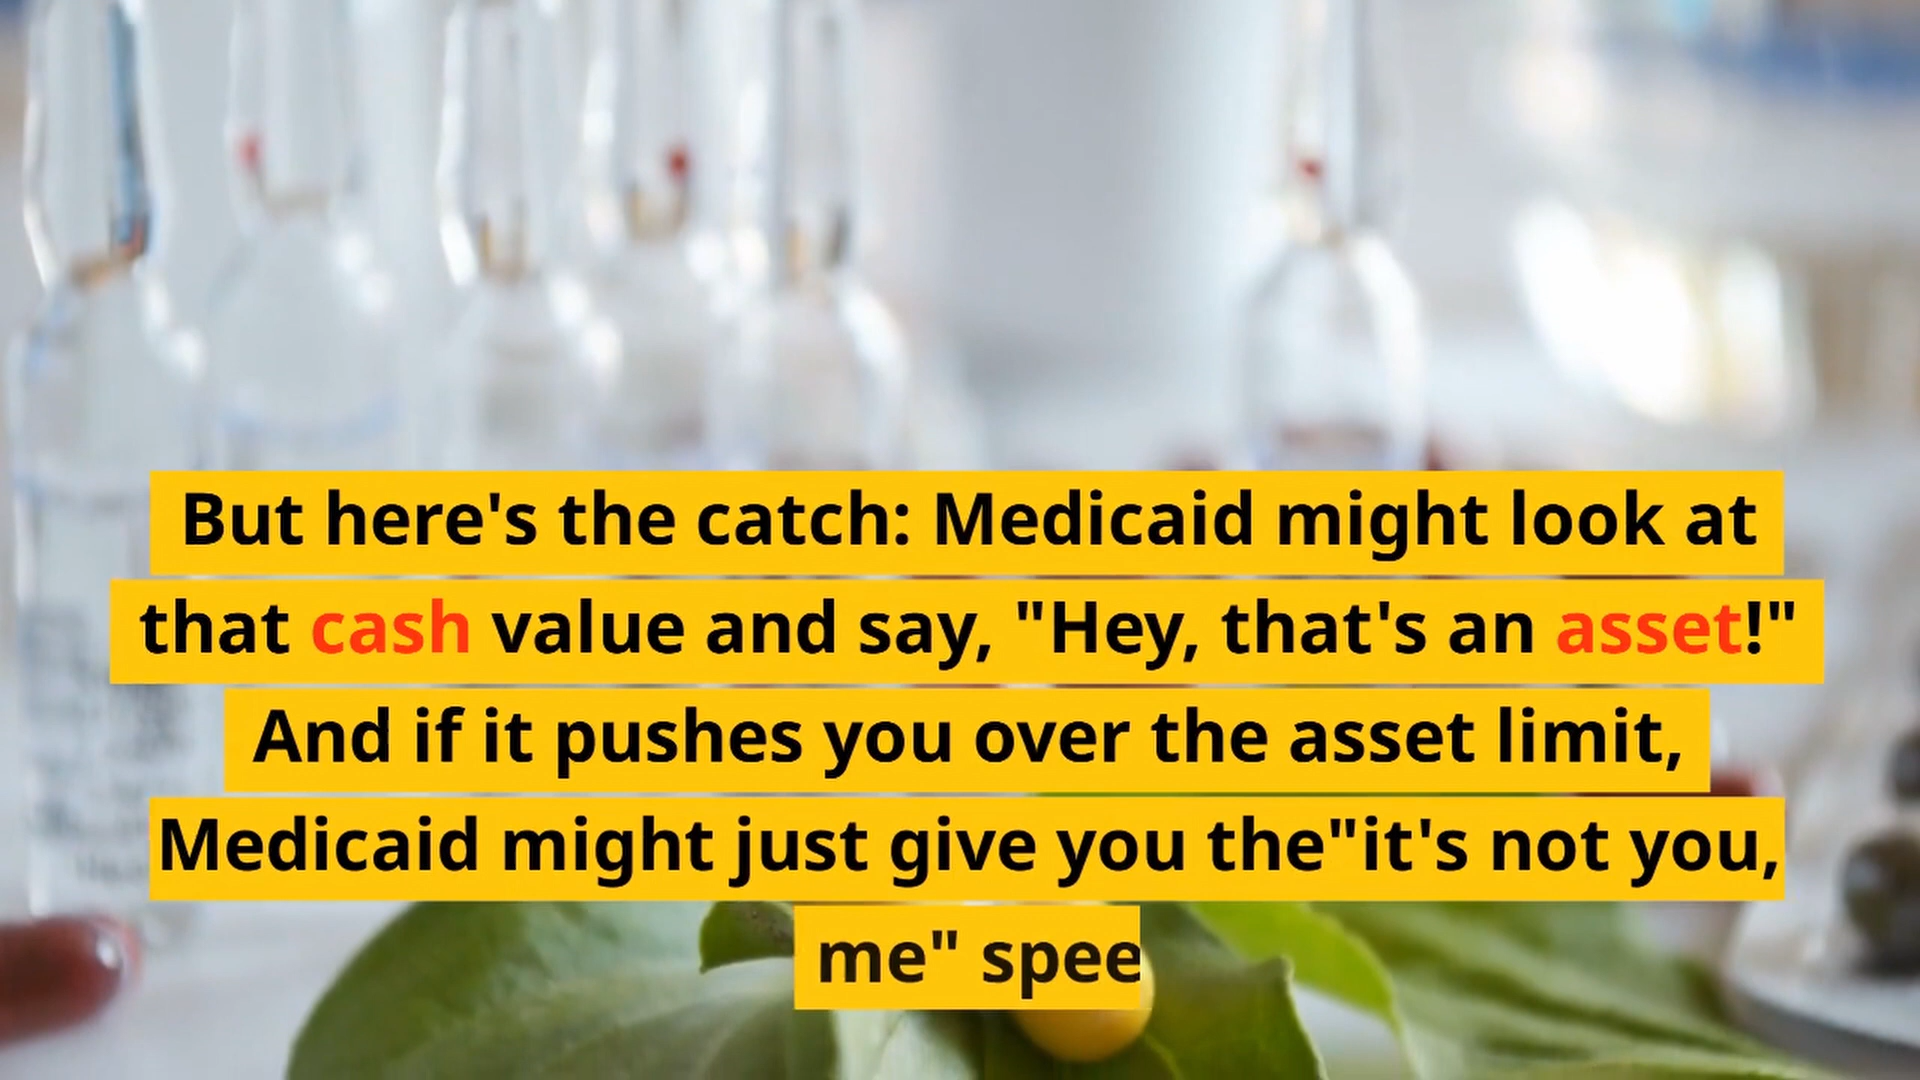 But here's the catch: Medicaid might look at
that cash value and say, "Hey, that's an asset!"
And if it pushes you over the asset limit,
Medicaid might just give you the"it's not you,
me" spee